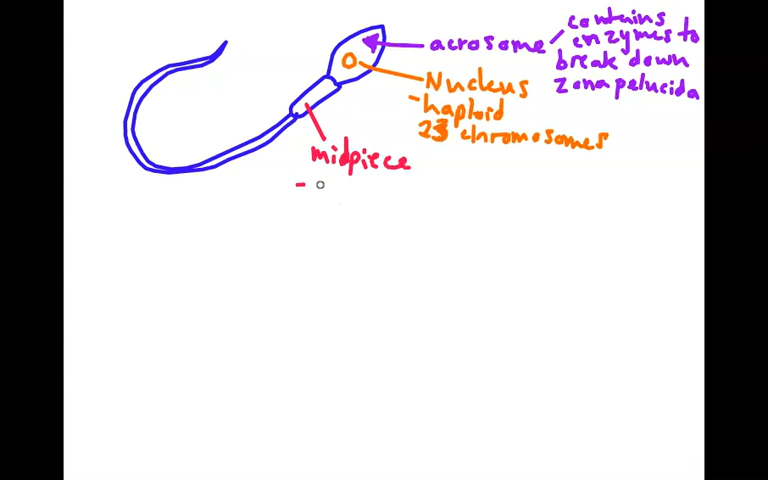 acrosome
contains
enzymes to
break down
zona pelucida
Nucleus
- haploid
23 chromosomes
midpiece
-